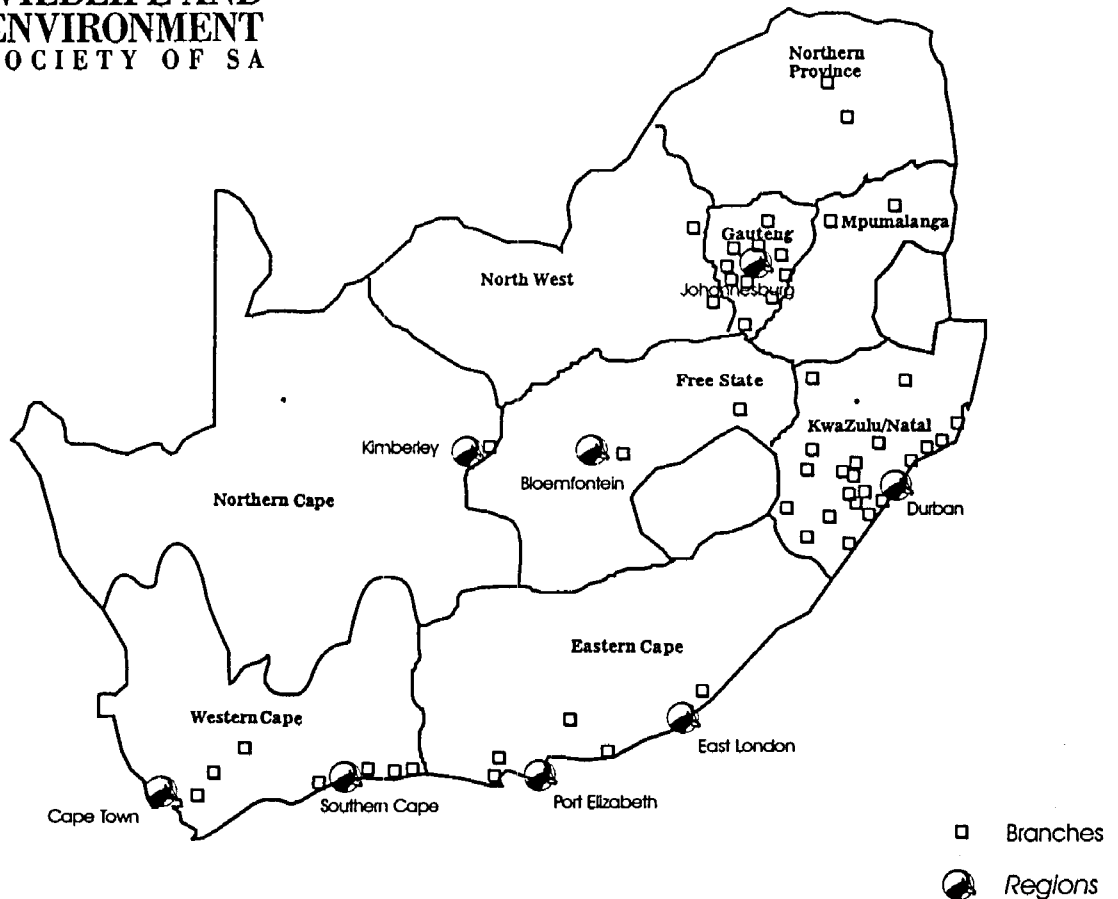 ENVIRONMENT
OCIETY OF SA
Northern
Province
Gauteng
Mpumalanga
North West
Johannesburg
Free State
KwaZulu/Natal
Kimberley
Bloemfontein
Northern Cape
Durban
Eastern Cape
Western Cape
East London
Cape Town
Southern Cape
Port Elizabeth
Branches
Regions